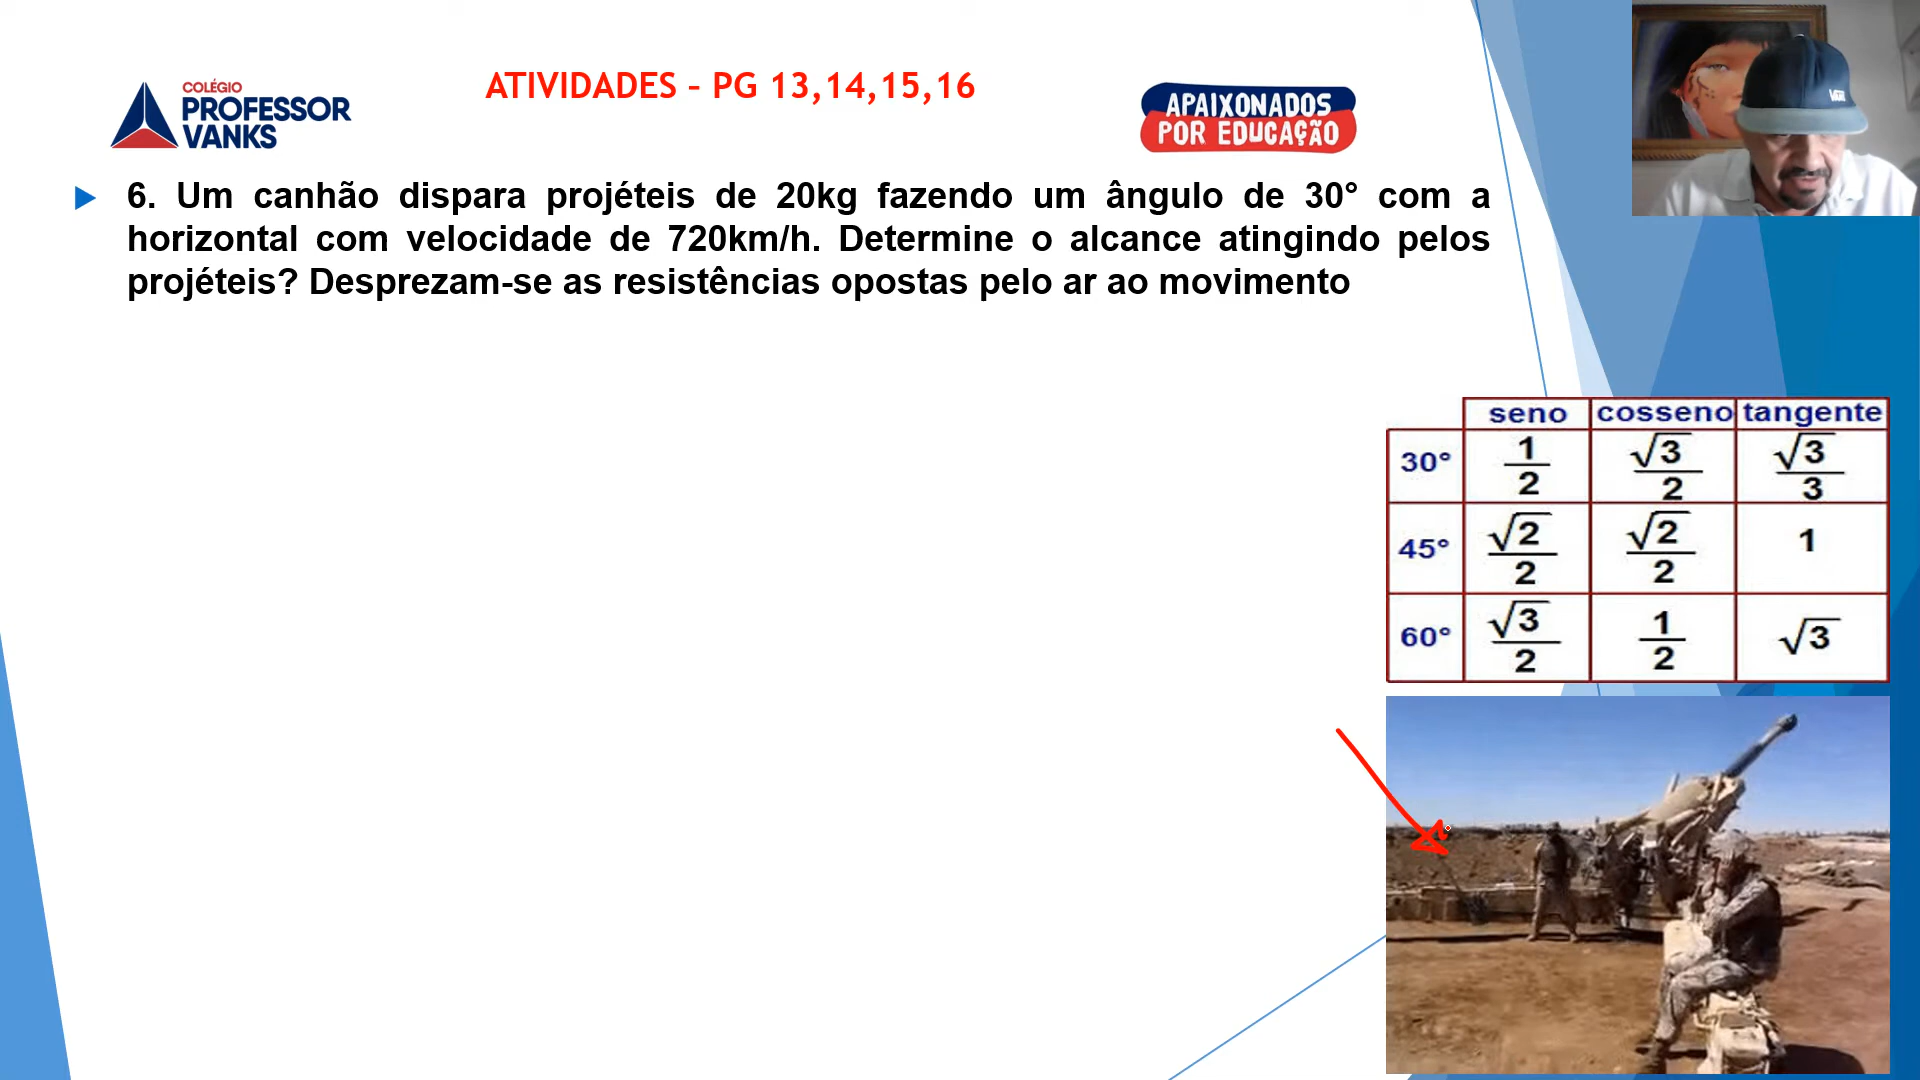 COLÉGIO
PROFESSOR
VANKS
ATIVIDADES – PG 13,14,15,16
APAIXONADOS
POR EDUCAÇÃO
6. Um canhão dispara projéteis de 20kg fazendo um ângulo de 30° com a
horizontal com velocidade de 720km/h. Determine o alcance atingindo pelos
projéteis? Desprezam-se as resistências opostas pelo ar ao movimento
seno cosseno tangente
30° 1/2 √3/2 √3/3
45° √2/2 √2/2 1
60° √3/2 1/2 √3